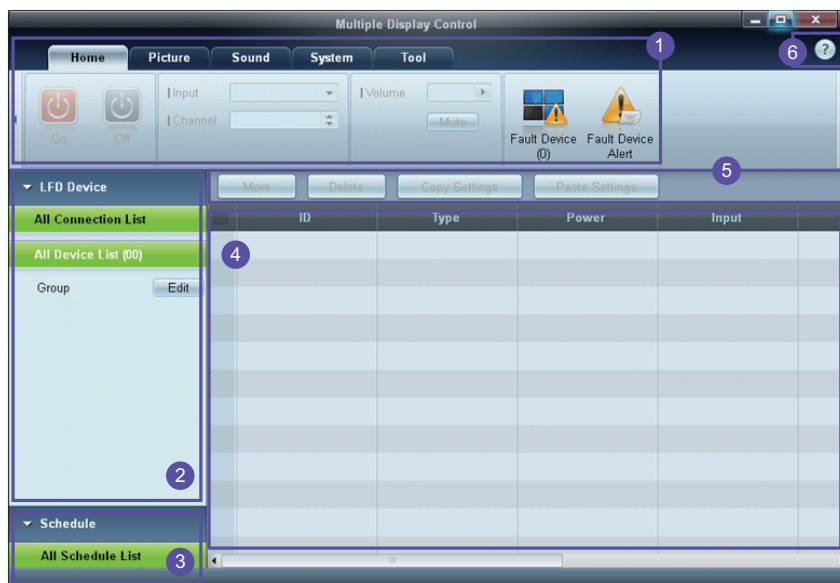 Multiple Display Control
Home Picture Sound System Tool
1
6
?
Input
Channel
On Off
Volume
Mute
Fault Device
(0)
Fault Device
Alert
5
LFD Device
Move Delete Copy Settings Paste Settings
All Connection List
ID Type Power Input
All Device List (00)
4
Group Edit
2
Schedule
All Schedule List
3